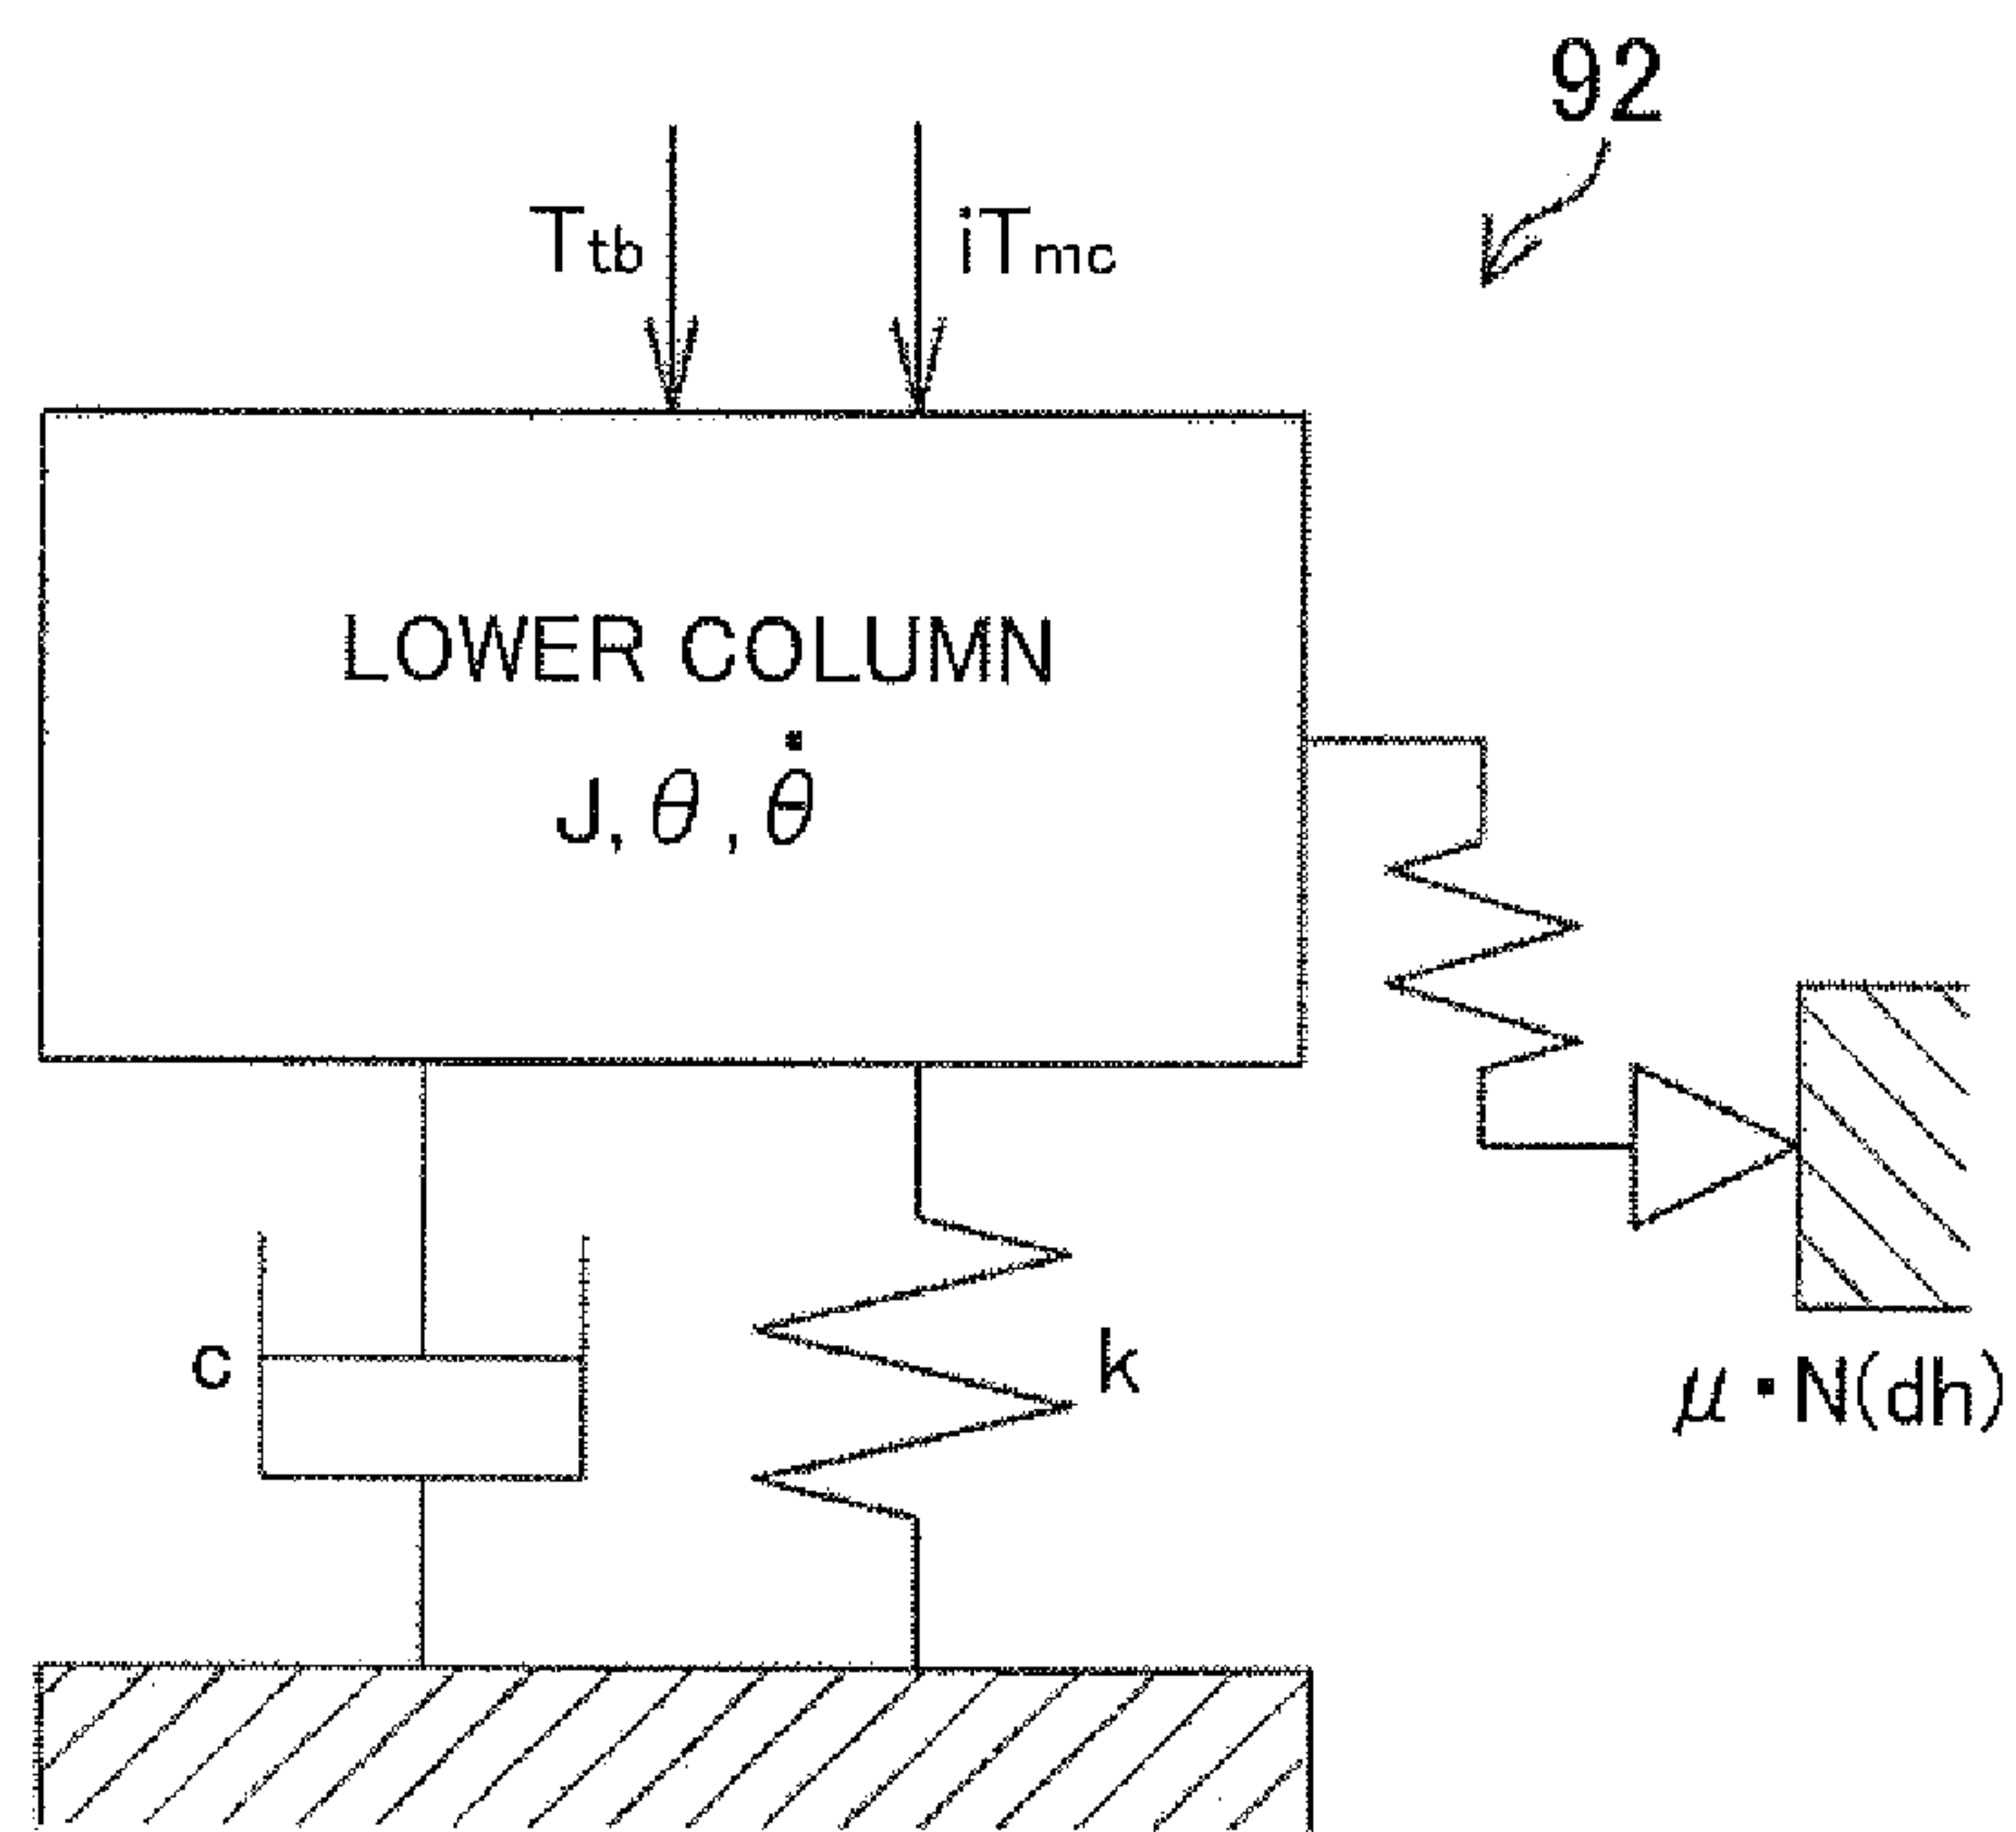 92
Ttb
iTmc
LOWER COLUMN
J, θ, θ̇
c
k
μ・N(dh)